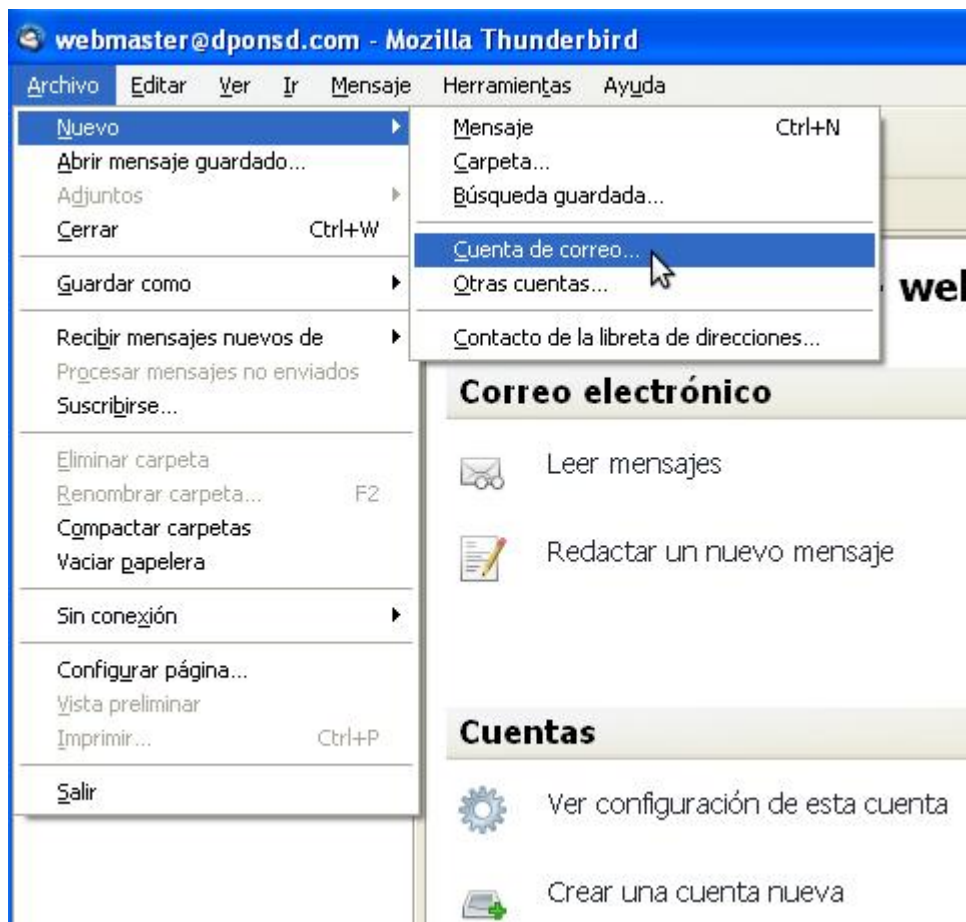 webmaster@dponsd.com - Mozilla Thunderbird
Archivo Editar Ver Ir Mensaje Herramientas Ayuda
Nuevo
Abrir mensaje guardado...
Adjuntos
Cerrar Ctrl+W
Guardar como
Recibir mensajes nuevos de
Procesar mensajes no enviados
Suscribirse...
Eliminar carpeta
Renombrar carpeta... F2
Compactar carpetas
Vaciar papelera
Sin conexión
Configurar página...
Vista preliminar
Imprimir... Ctrl+P
Salir
Mensaje Ctrl+N
Carpeta...
Búsqueda guardada...
Cuenta de correo...
Otras cuentas...
Contacto de la libreta de direcciones...
Correo electrónico
Leer mensajes
Redactar un nuevo mensaje
Cuentas
Ver configuración de esta cuenta
Crear una cuenta nueva